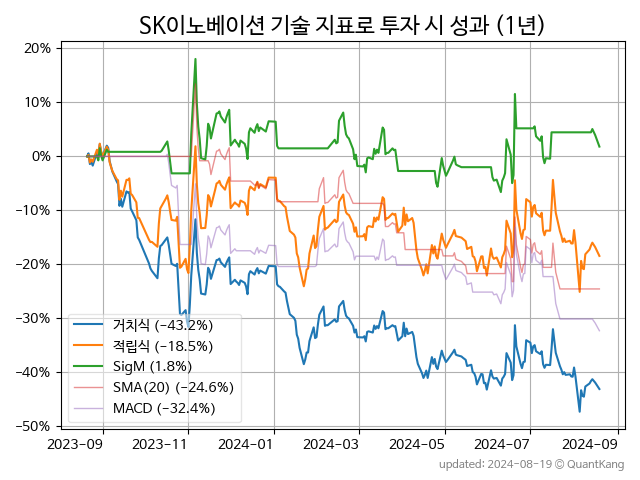 SK이노베이션 기술 지표로 투자 시 성과 (1년)
20%
10%
0%
−10%
−20%
−30%
−40%
−50%
거치식 (−43.2%)
적립식 (−18.5%)
SigM (1.8%)
SMA(20) (−24.6%)
MACD (−32.4%)
2023-09 2023-11 2024-01 2024-03 2024-05 2024-07 2024-09
updated: 2024-08-19 © QuantKang